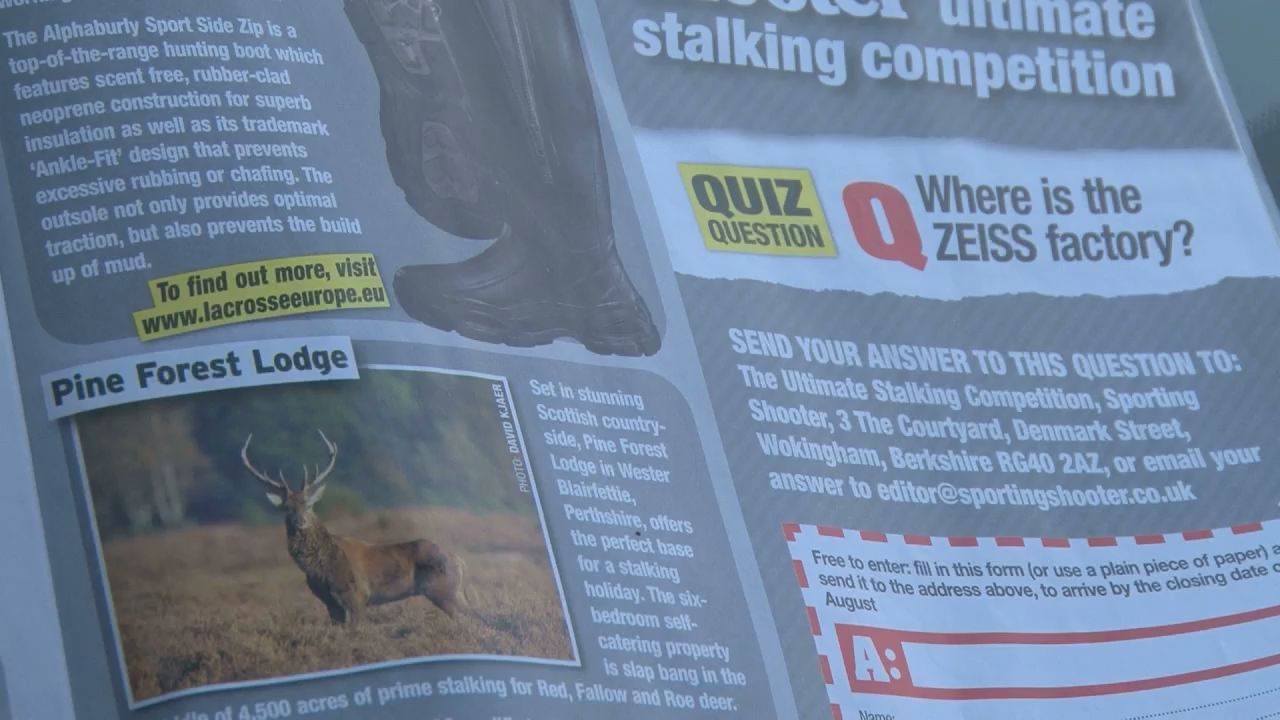 The Alphaburly Sport Side Zip is a
top-of-the-range hunting boot which
features scent free, rubber-clad
neoprene construction for superb
insulation as well as its trademark
‘Ankle-Fit’ design that prevents
excessive rubbing or chafing. The
outsole not only provides optimal
traction, but also prevents the build
up of mud.
To find out more, visit
www.lacrosseeurope.eu
Pine Forest Lodge
PHOTO: DAVID KJAER
Set in stunning
Scottish country-
side, Pine Forest
Lodge in Wester
Blairfettie,
Perthshire, offers
the perfect base
for a stalking
holiday. The six-
bedroom self-
catering property
is slap bang in the
of 4,500 acres of prime stalking for Red, Fallow and Roe deer.
ultimate
stalking competition
QUIZ
QUESTION
Q Where is the
ZEISS factory?
SEND YOUR ANSWER TO THIS QUESTION TO:
The Ultimate Stalking Competition, Sporting
Shooter, 3 The Courtyard, Denmark Street,
Wokingham, Berkshire RG40 2AZ, or email your
answer to editor@sportingshooter.co.uk
Free to enter: fill in this form (or use a plain piece of paper)
send it to the address above, to arrive by the closing date
August
A:
Name: